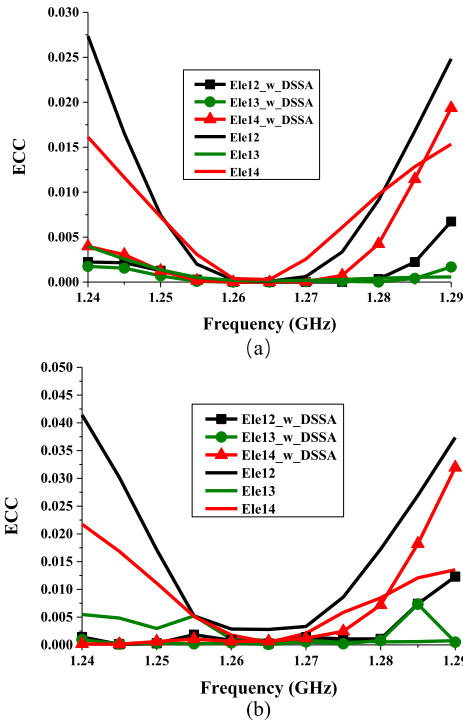 (a)
0.030
0.025
0.020
0.015
0.010
0.005
0.000
ECC
Ele12_w_DSSA
Ele13_w_DSSA
Ele14_w_DSSA
Ele12
Ele13
Ele14
1.24 1.25 1.26 1.27 1.28 1.29
Frequency (GHz)
(a)
0.050
0.045
0.040
0.035
0.030
0.025
0.020
0.015
0.010
0.005
0.000
ECC
Ele12_w_DSSA
Ele13_w_DSSA
Ele14_w_DSSA
Ele12
Ele13
Ele14
1.24 1.25 1.26 1.27 1.28 1.29
Frequency (GHz)
(b)